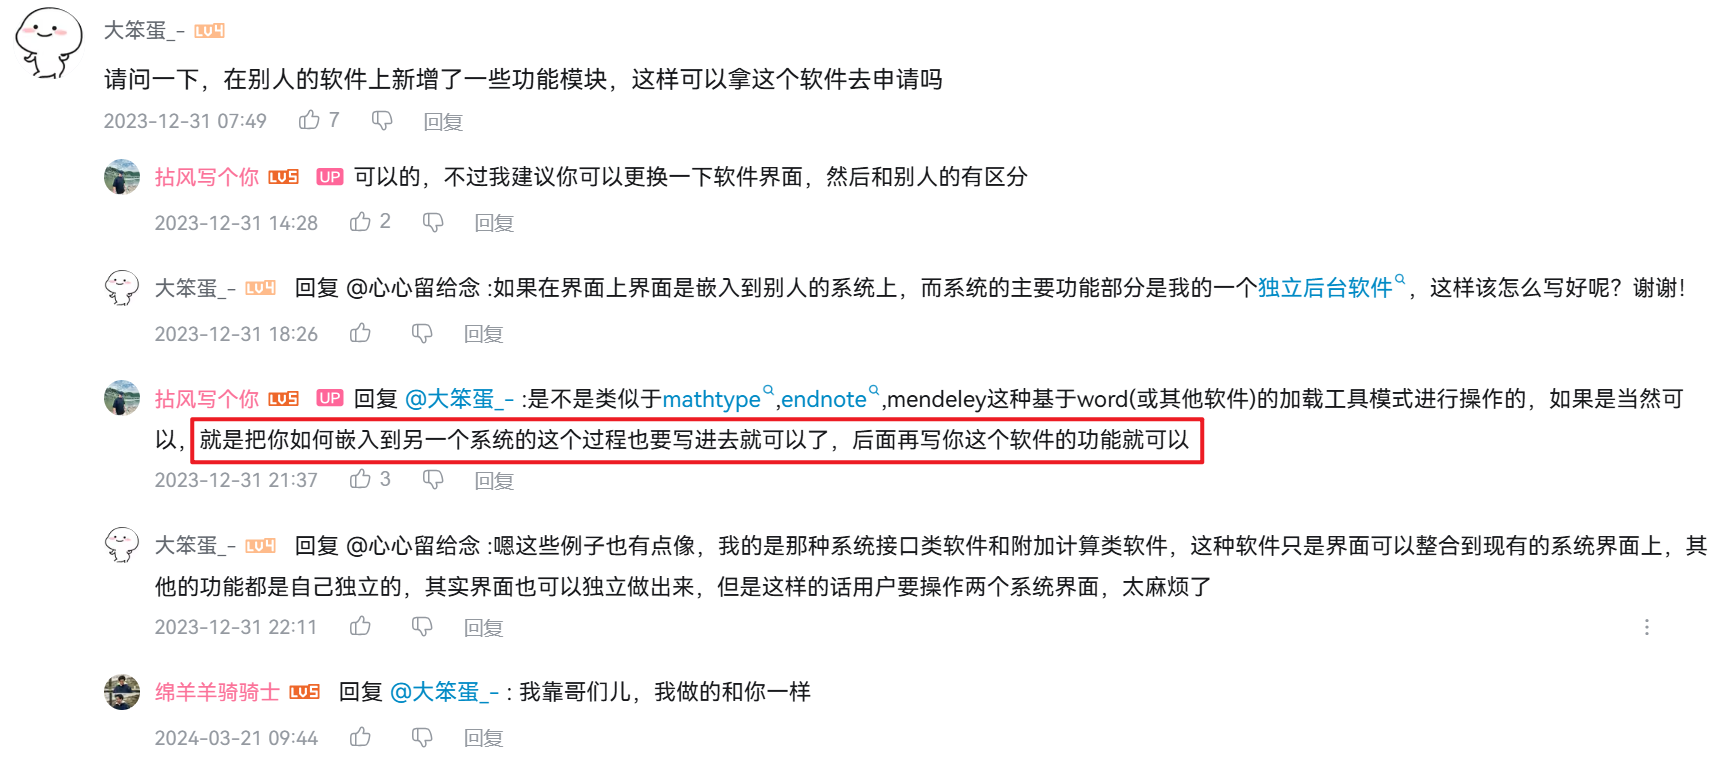 大笨蛋_- LV4
请问一下，在别人的软件上新增了一些功能模块，这样可以拿这个软件去申请吗
2023-12-31 07:49 7 回复
拈风写个你 LV5 UP 可以的，不过我建议你可以更换一下软件界面，然后和别人的有区分
2023-12-31 14:28 2 回复
大笨蛋_- LV4 回复 @心心留给念 :如果在界面上界面是嵌入到别人的系统上，而系统的主要功能部分是我的一个独立后台软件，这样该怎么写好呢？谢谢！
2023-12-31 18:26 回复
拈风写个你 LV5 UP 回复 @大笨蛋_- :是不是类似于mathtype,endnote,mendeley这种基于word(或其他软件)的加载工具模式进行操作的，如果是当然可
以，就是把你如何嵌入到另一个系统的这个过程也要写进去就可以了，后面再写你这个软件的功能就可以
2023-12-31 21:37 3 回复
大笨蛋_- LV4 回复 @心心留给念 :嗯这些例子也有点像，我的是那种系统接口类软件和附加计算类软件，这种软件只是界面可以整合到现有的系统界面上，其
他的功能都是自己独立的，其实界面也可以独立做出来，但是这样的话用户要操作两个系统界面，太麻烦了
2023-12-31 22:11 回复
绵羊羊骑骑士 LV5 回复 @大笨蛋_- : 我靠哥们儿，我做的和你一样
2024-03-21 09:44 回复